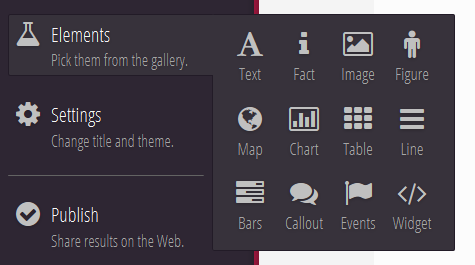 Elements
Pick them from the gallery.
Settings
Change title and theme.
Publish
Share results on the Web.
A i
Text Fact Image Figure
Map Chart Table Line
Bars Callout Events Widget